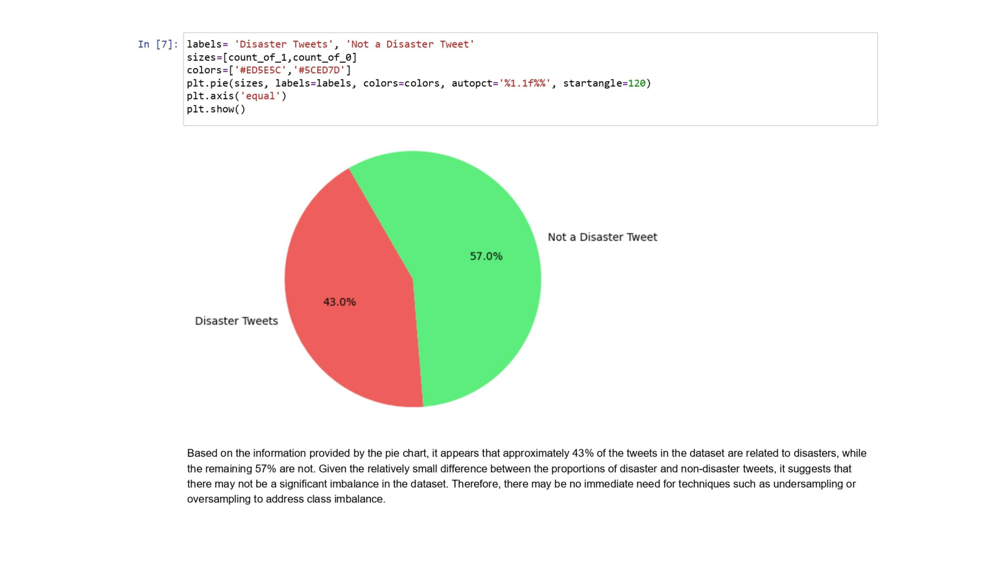 In [7]: labels= 'Disaster Tweets', 'Not a Disaster Tweet'
sizes=[count_of_1,count_of_0]
colors=['#ED5E5C','#5CED7D']
plt.pie(sizes, labels=labels, colors=colors, autopct='%1.1f%%', startangle=120)
plt.axis('equal')
plt.show()
Not a Disaster Tweet
57.0%
43.0%
Disaster Tweets
Based on the information provided by the pie chart, it appears that approximately 43% of the tweets in the dataset are related to disasters, while
the remaining 57% are not. Given the relatively small difference between the proportions of disaster and non-disaster tweets, it suggests that
there may not be a significant imbalance in the dataset. Therefore, there may be no immediate need for techniques such as undersampling or
oversampling to address class imbalance.